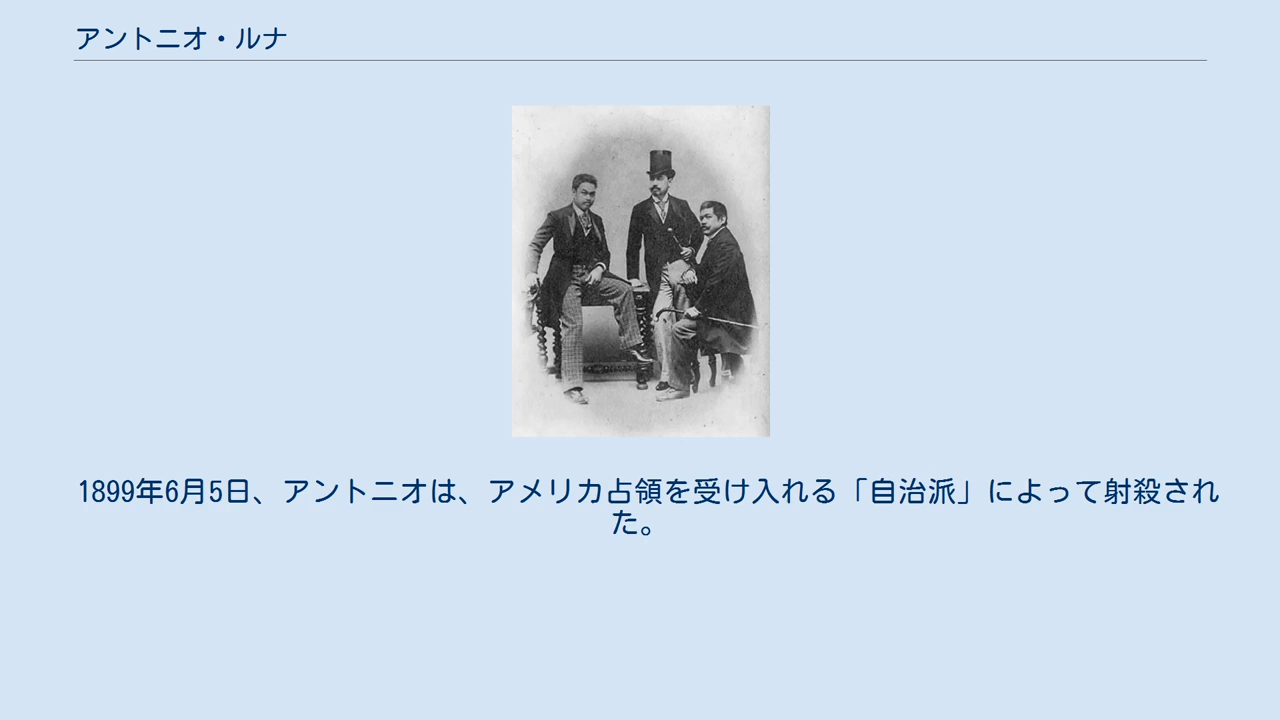 アントニオ・ルナ
1899年6月5日、アントニオは、アメリカ占領を受け入れる「自治派」によって射殺され
た。